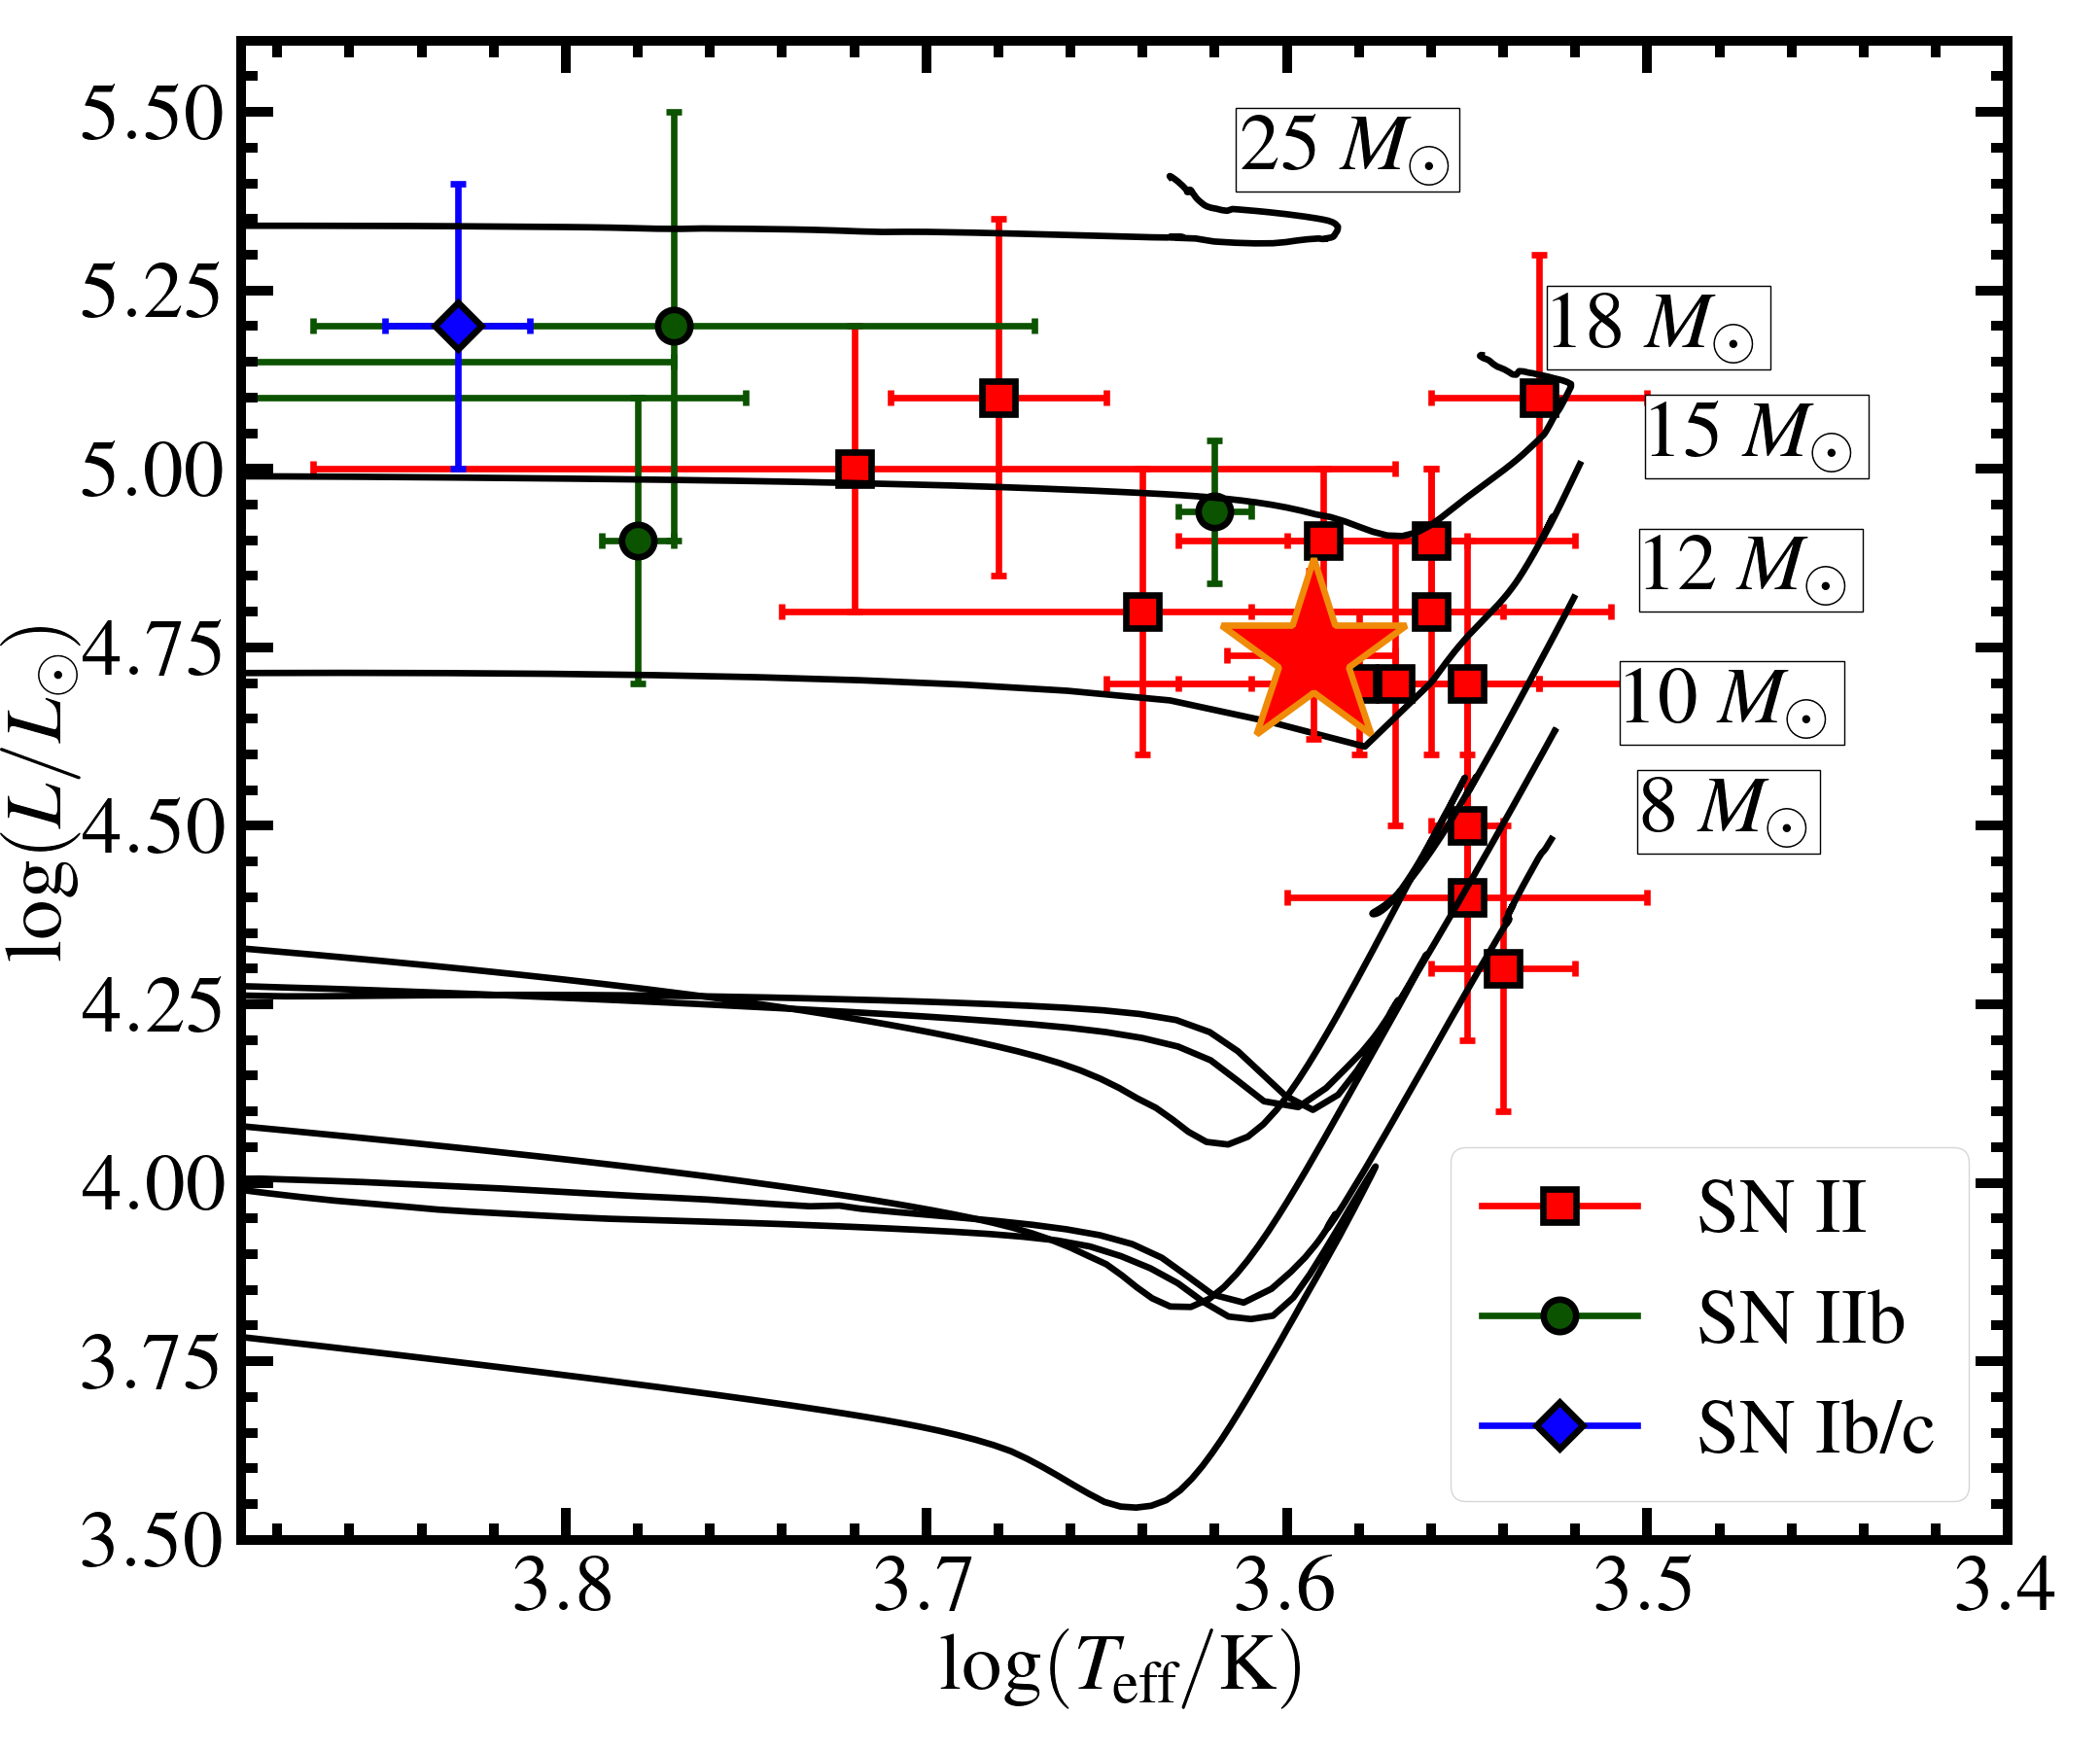 25 M☉
18 M☉
15 M☉
12 M☉
10 M☉
8 M☉
5.50
5.25
5.00
4.75
4.50
4.25
4.00
3.75
3.50
log(L/L☉)
SN II
SN IIb
SN Ib/c
3.8 3.7 3.6 3.5 3.4
log(Teff/K)